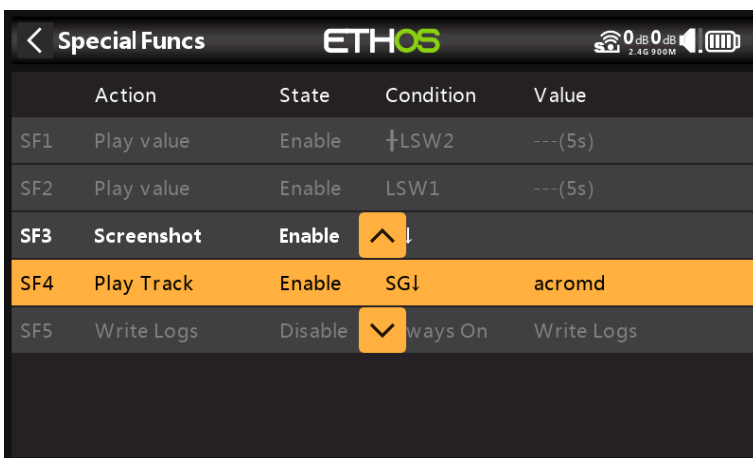 Special Funcs ETHOS 0dB 0dB
2.4G 900M
Action State Condition Value
SF1 Play value Enable ╂LSW2 ---(5s)
SF2 Play value Enable LSW1 ---(5s)
SF3 Screenshot Enable ↓
SF4 Play Track Enable SG↓ acromd
SF5 Write Logs Disable ways On Write Logs